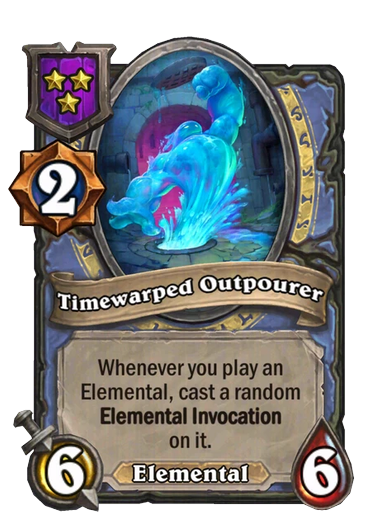 2
Timewarped Outpourer
Whenever you play an
Elemental, cast a random
Elemental Invocation
on it.
6
Elemental
6